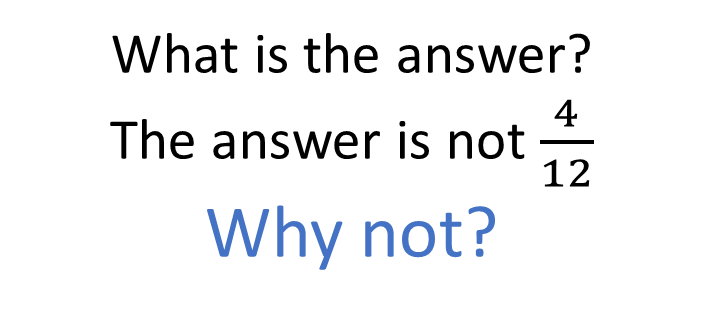 What is the answer?
The answer is not 4/12
Why not?